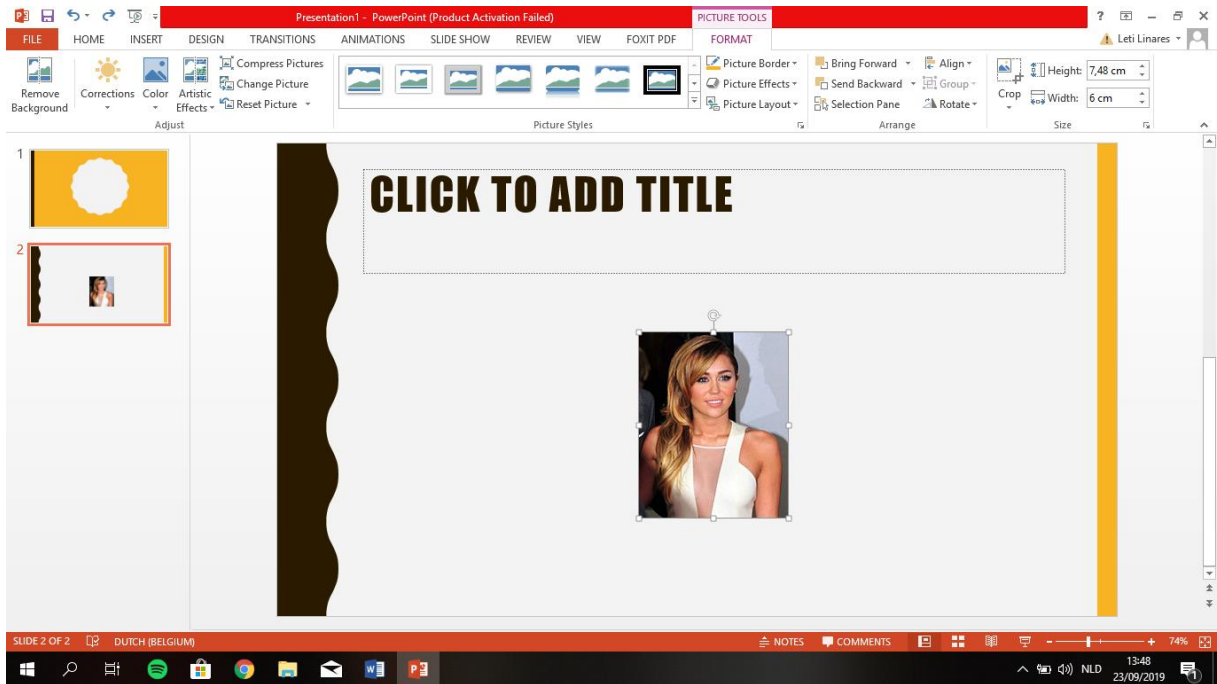 Presentation1 - PowerPoint (Product Activation Failed)
PICTURE TOOLS
?
FILE HOME INSERT DESIGN TRANSITIONS ANIMATIONS SLIDE SHOW REVIEW VIEW FOXIT PDF FORMAT
Leti Linares
Remove
Background
Corrections
Color
Artistic
Effects
Compress Pictures
Change Picture
Reset Picture
Adjust
Picture Styles
Picture Border
Picture Effects
Picture Layout
Bring Forward
Send Backward
Selection Pane
Align
Group
Rotate
Arrange
Crop
Height: 7,48 cm
Width: 6 cm
Size
1
2
CLICK TO ADD TITLE
SLIDE 2 OF 2 DUTCH (BELGIUM) NOTES COMMENTS 74%
NLD
13:48
23/09/2019
1